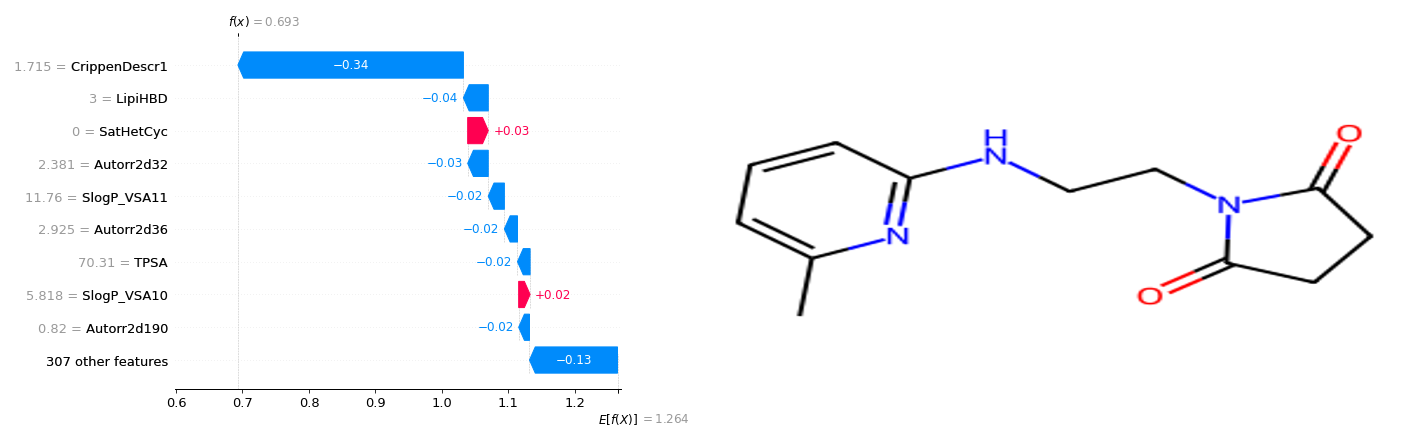 f(x) = 0.693
1.715 = CrippenDescr1
−0.34
3 = LipiHBD
−0.04
0 = SatHetCyc
+0.03
2.381 = Autorr2d32
−0.03
11.76 = SlogP_VSA11
−0.02
2.925 = Autorr2d36
−0.02
70.31 = TPSA
−0.02
5.818 = SlogP_VSA10
+0.02
0.82 = Autorr2d190
−0.02
307 other features
−0.13
0.6 0.7 0.8 0.9 1.0 1.1 1.2
E[f(X)] = 1.264
H
N
N
N
O
O